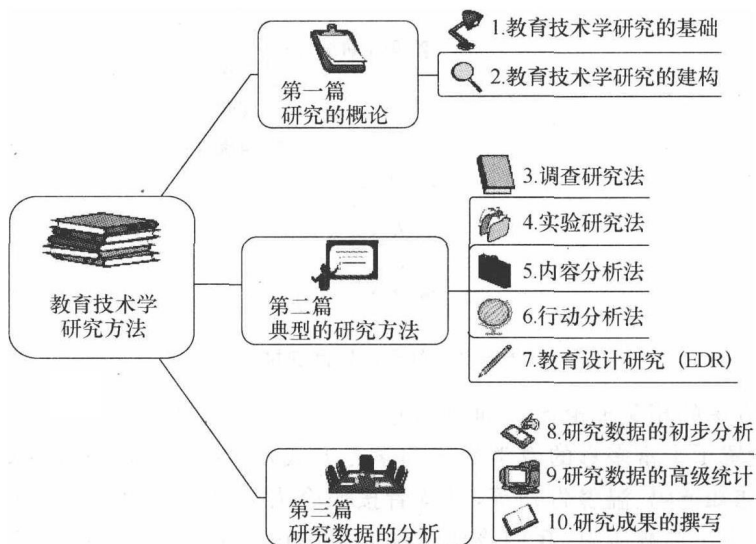 教育技术学
研究方法
第一篇
研究的概论
1.教育技术学研究的基础
2.教育技术学研究的建构
第二篇
典型的研究方法
3.调查研究法
4.实验研究法
5.内容分析法
6.行动分析法
7.教育设计研究（EDR）
第三篇
研究数据的分析
8.研究数据的初步分析
9.研究数据的高级统计
10.研究成果的撰写